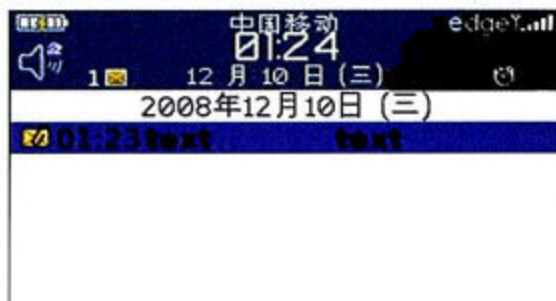 中国移动 edge
01:24
1 12 月 10 日 (三)
2008年12月10日 (三)
01:23 text text